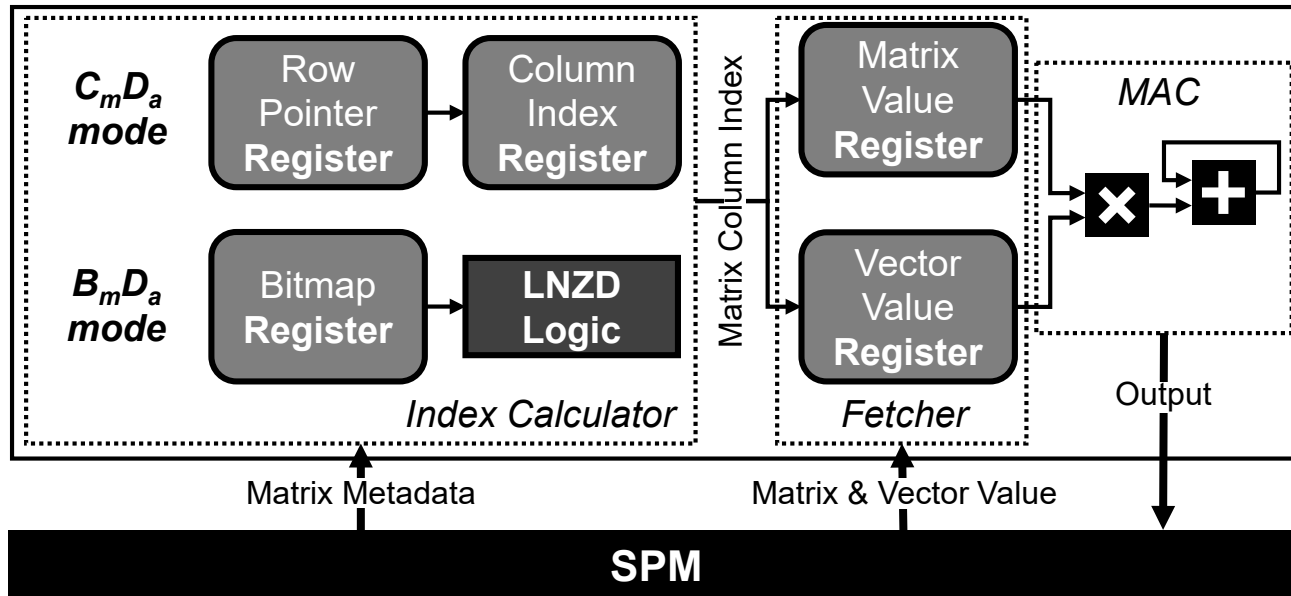 CmDa
mode
Row
Pointer
Register
Column
Index
Register
BmDa
mode
Bitmap
Register
LNZD
Logic
Index Calculator
Matrix Column Index
Matrix
Value
Register
Vector
Value
Register
Fetcher
MAC
×
+
Output
Matrix Metadata
Matrix & Vector Value
SPM